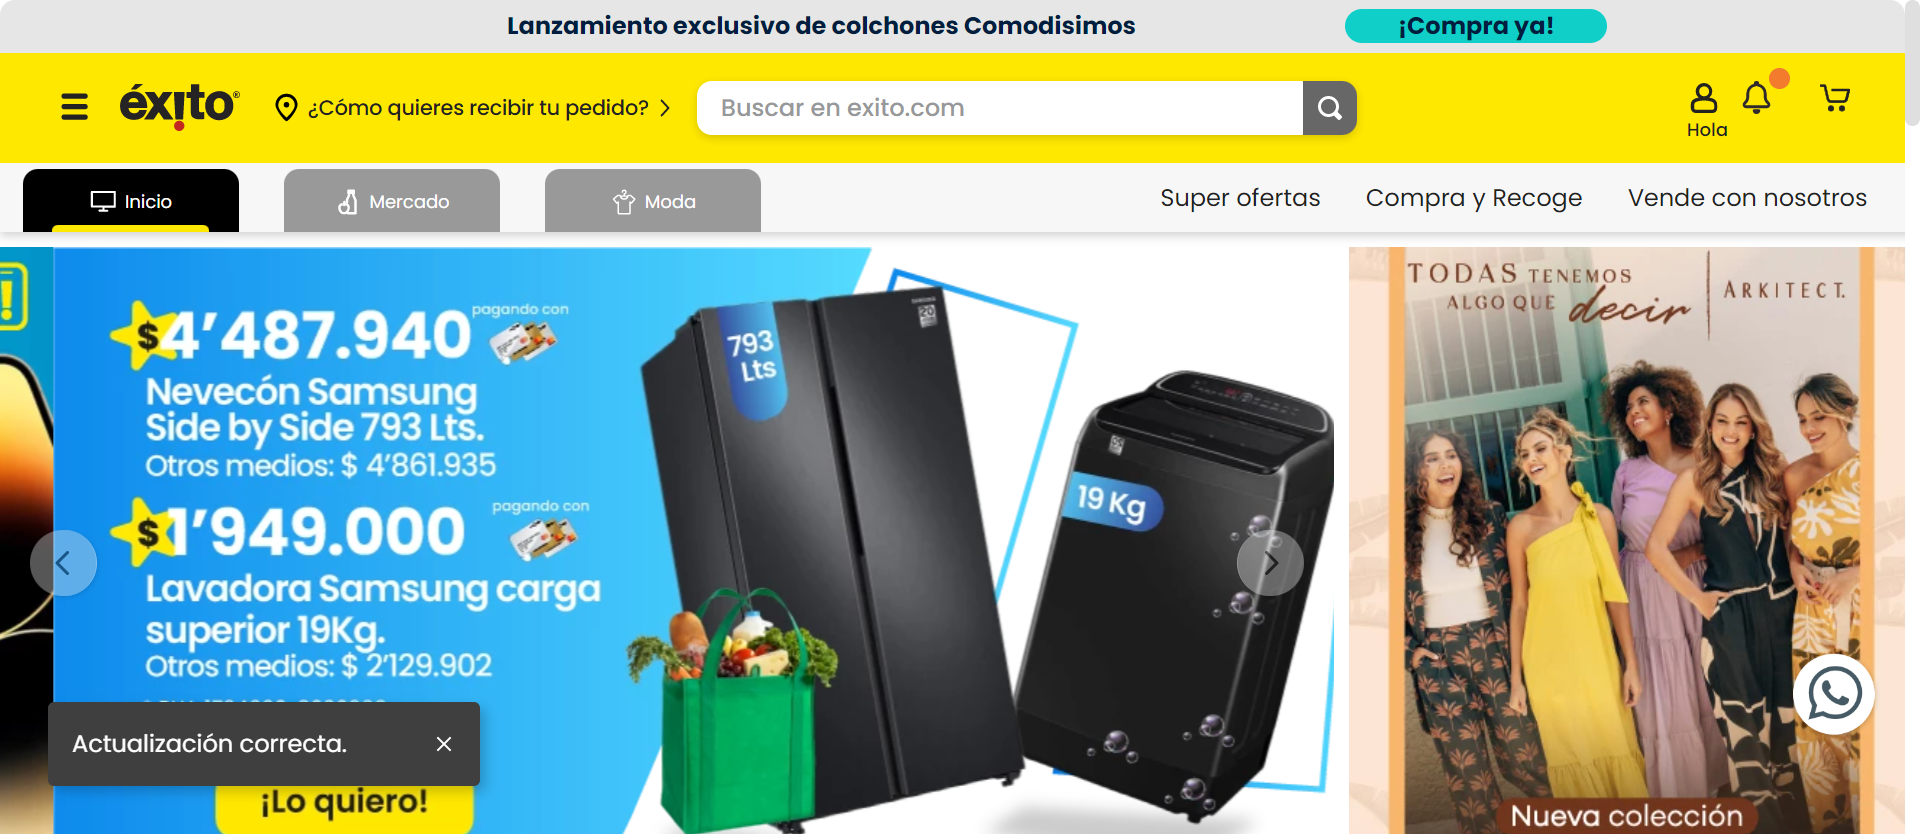 Lanzamiento exclusivo de colchones Comodisimos
¡Compra ya!
éxito®
¿Cómo quieres recibir tu pedido?
Buscar en exito.com
Hola
Inicio
Mercado
Moda
Super ofertas
Compra y Recoge
Vende con nosotros
$4'487.940
pagando con
Nevecón Samsung
Side by Side 793 Lts.
Otros medios: $ 4'861.935
$1'949.000
pagando con
Lavadora Samsung carga
superior 19Kg.
Otros medios: $ 2'129.902
¡Lo quiero!
793
Lts
SAMSUNG
20
19 Kg
TODAS TENEMOS
ALGO QUE decir
ARKITECT.
Nueva colección
Actualización correcta.